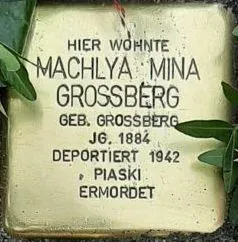 HIER WOHNTE
MACHLYA MINA
GROSSBERG
GEB. GROSSBERG
JG. 1884
DEPORTIERT 1942
PIASKI
ERMORDET